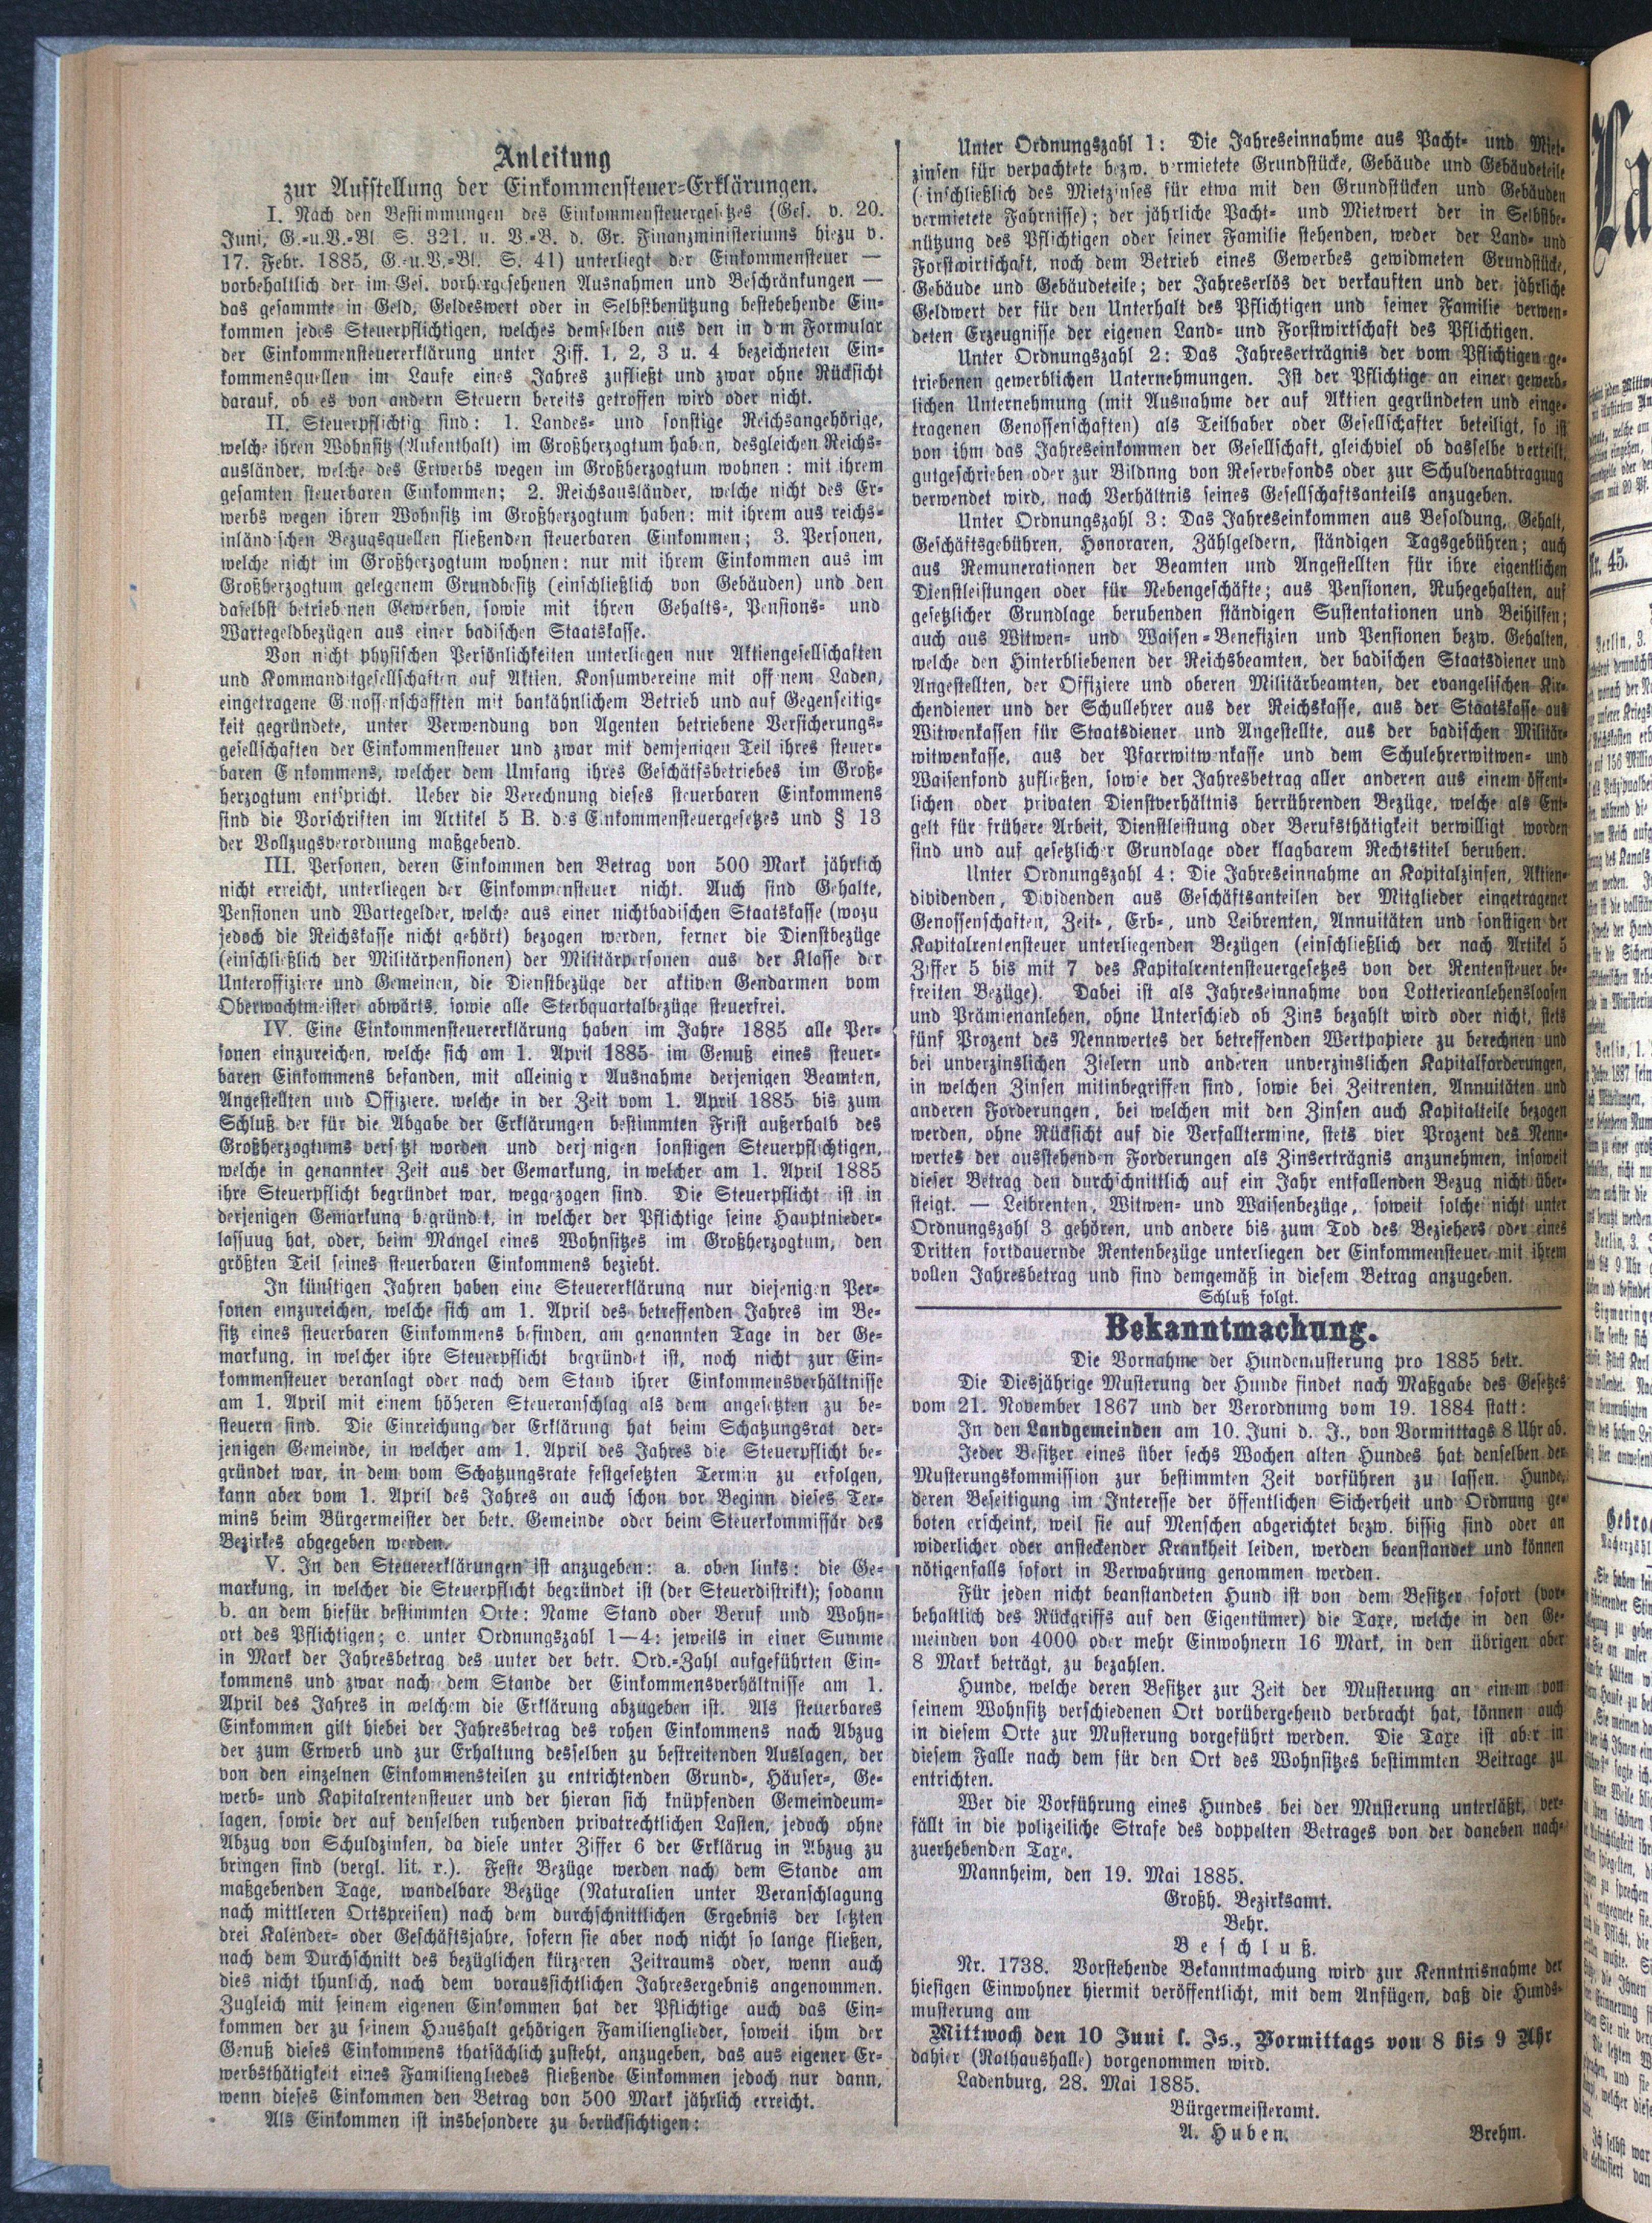 Anleitung
zur Aufstellung der Einkommensteuer-Erklärungen.
I. Nach den Bestimmungen des Einkommensteuergesetzes (Ges. v. 20.
Juni, G.-u.V.-Bl S. 321. u. V.-B. d. Gr. Finanzministeriums hiezu v.
17. Febr. 1885, G.-u.V.-Bl. S. 41) unterliegt der Einkommensteuer —
vorbehaltlich der im Ges. vorhergesehenen Ausnahmen und Beschränkungen —
das gesammte in Geld, Geldeswert oder in Selbstbenützung bestehehende Ein-
kommen jedes Steuerpflichtigen, welches demselben aus den in d m Formular
der Einkommensteuererklärung unter Ziff. 1, 2, 3 u. 4 bezeichneten Ein-
kommensquellen im Laufe eines Jahres zufließt und zwar ohne Rücksicht
darauf, ob es von andern Steuern bereits getroffen wird oder nicht.
II. Steuerpflichtig sind: 1. Landes- und sonstige Reichsangehörige,
welche ihren Wohnsitz (Aufenthalt) im Großherzogtum haben, desgleichen Reichs-
ausländer, welche des Erwerbs wegen im Großherzogtum wohnen: mit ihrem
gesamten steuerbaren Einkommen; 2. Reichsausländer, welche nicht des Er-
werbs wegen ihren Wohnsitz im Großherzogtum haben: mit ihrem aus reichs-
inländ'schen Bezugsquellen fließenden steuerbaren Einkommen; 3. Personen,
welche nicht im Großherzogtum wohnen: nur mit ihrem Einkommen aus im
Großherzogtum gelegenem Grundbesitz (einschließlich von Gebäuden) und den
daselbst betriebenen Gewerben, sowie mit ihren Gehalts-, Pensions- und
Wartegeldbezügen aus einer badischen Staatskasse.
Von nicht physischen Persönlichkeiten unterliegen nur Aktiengesellschaften
und Kommanditgesellschaften auf Aktien, Konsumvereine mit off nem Laden,
eingetragene G noss nschafften mit bankähnlichem Betrieb und auf Gegenseitig-
keit gegründete, unter Verwendung von Agenten betriebene Versicherungs-
gesellschaften der Einkommensteuer und zwar mit demjenigen Teil ihres steuer-
baren E nkommens, welcher dem Umfang ihres Geschätfsbetriebes im Groß-
herzogtum entspricht. Ueber die Berechnung dieses steuerbaren Einkommens
sind die Vorschriften im Artikel 5 B. d s E nkommensteuergesetzes und § 13
der Vollzugsverordnung maßgebend.
III. Personen, deren Einkommen den Betrag von 500 Mark jährlich
nicht erreicht, unterliegen der Einkommensteuer nicht. Auch sind Gehalte,
Pensionen und Wartegelder, welche aus einer nichtbadischen Staatskasse (wozu
jedoch die Reichskasse nicht gehört) bezogen werden, ferner die Dienstbezüge
(einschließlich der Militärpensionen) der Militärpersonen aus der Klasse der
Unteroffiziere und Gemeinen, die Dienstbezüge der aktiven Gendarmen vom
Oberwachtmeister abwärts, sowie alle Sterbquartalbezüge steuerfrei.
IV. Eine Einkommensteuererklärung haben im Jahre 1885 alle Per-
sonen einzureichen, welche sich am 1. April 1885 im Genuß eines steuer-
baren Einkommens befanden, mit alleinig r Ausnahme derjenigen Beamten,
Angestellten und Offiziere, welche in der Zeit vom 1. April 1885 bis zum
Schluß der für die Abgabe der Erklärungen bestimmten Frist außerhalb des
Großherzogtums vers tzt worden und derj nigen sonstigen Steuerpflichtigen,
welche in genannter Zeit aus der Gemarkung, in welcher am 1. April 1885
ihre Steuerpflicht begründet war, weggezogen sind. Die Steuerpflicht ist in
derjenigen Gemarkung b gründ t, in welcher der Pflichtige seine Hauptnieder-
lassuug hat, oder, beim Mangel eines Wohnsitzes im Großherzogtum, den
größten Teil seines steuerbaren Einkommens bezieht.
In künstigen Jahren haben eine Steuererklärung nur diejenigen Per-
sonen einzureichen, welche sich am 1. April des betreffenden Jahres im Be-
sitz eines steuerbaren Einkommens befinden, am genannten Tage in der Ge-
markung, in welcher ihre Steuerpflicht begründet ist, noch nicht zur Ein-
kommensteuer veranlagt oder nach dem Stand ihrer Einkommensverhältnisse
am 1. April mit einem höheren Steueranschlag als dem angesetzten zu be-
steuern sind. Die Einreichung der Erklärung hat beim Schatzungsrat der-
jenigen Gemeinde, in welcher am 1. April des Jahres die Steuerpflicht be-
gründet war, in dem vom Schatzungsrate festgesetzten Termin zu erfolgen,
kann aber vom 1. April des Jahres an auch schon vor Beginn dieses Ter-
mins beim Bürgermeister der betr. Gemeinde oder beim Steuerkommissär des
Bezirkes abgegeben werden.
V. In den Steuererklärungen ist anzugeben: a. oben links: die Ge-
markung, in welcher die Steuerpflicht begründet ist (der Steuerdistrikt); sodann
b. an dem hiefür bestimmten Orte: Name Stand oder Beruf und Wohn-
ort des Pflichtigen; c. unter Ordnungszahl 1—4: jeweils in einer Summe
in Mark der Jahresbetrag des unter der betr. Ord.-Zahl aufgeführten Ein-
kommens und zwar nach dem Stande der Einkommensverhältnisse am 1.
April des Jahres in welchem die Erklärung abzugeben ist. Als steuerbares
Einkommen gilt hiebei der Jahresbetrag des rohen Einkommens nach Abzug
der zum Erwerb und zur Erhaltung desselben zu bestreitenden Auslagen, der
von den einzelnen Einkommensteilen zu entrichtenden Grund-, Häuser-, Ge-
werb- und Kapitalrentensteuer und der hieran sich knüpfenden Gemeindeum-
lagen, sowie der auf denselben ruhenden privatrechtlichen Lasten, jedoch ohne
Abzug von Schuldzinsen, da diese unter Ziffer 6 der Erklärug in Abzug zu
bringen sind (vergl. lit. r.). Feste Bezüge werden nach dem Stande am
maßgebenden Tage, wandelbare Bezüge (Naturalien unter Veranschlagung
nach mittleren Ortspreisen) nach dem durchschnittlichen Ergebnis der letzten
drei Kalender- oder Geschäftsjahre, sofern sie aber noch nicht so lange fließen,
nach dem Durchschnitt des bezüglichen kürzeren Zeitraums oder, wenn auch
dies nicht thunlich, nach dem voraussichtlichen Jahresergebnis angenommen.
Zugleich mit seinem eigenen Einkommen hat der Pflichtige auch das Ein-
kommen der zu seinem Haushalt gehörigen Familienglieder, soweit ihm der
Genuß dieses Einkommens thatsächlich zusteht, anzugeben, das aus eigener Er-
werbsthätigkeit eines Familiengliedes fließende Einkommen jedoch nur dann,
wenn dieses Einkommen den Betrag von 500 Mark jährlich erreicht.
Als Einkommen ist insbesondere zu berücksichtigen:
Unter Ordnungszahl 1: Die Jahreseinnahme aus Pacht- und Miet-
zinsen für verpachtete bezw. vermietete Grundstücke, Gebäude und Gebäudeteile
( inschließlich des Mietzinses für etwa mit den Grundstücken und Gebäuden
vermietete Fahrnisse); der jährliche Pacht- und Mietwert der in Selbstbe-
nützung des Pflichtigen oder seiner Familie stehenden, weder der Land- und
Forstwirtschaft, noch dem Betrieb eines Gewerbes gewidmeten Grundstücke,
Gebäude und Gebäudeteile; der Jahreserlös der verkauften und der jährliche
Geldwert der für den Unterhalt des Pflichtigen und seiner Familie verwen-
deten Erzeugnisse der eigenen Land- und Forstwirtschaft des Pflichtigen.
Unter Ordnungszahl 2: Das Jahreserträgnis der vom Pflichtigen ge-
triebenen gewerblichen Unternehmungen. Ist der Pflichtige an einer gewerb-
lichen Unternehmung (mit Ausnahme der auf Aktien gegründeten und einge-
tragenen Genossenschaften) als Teilhaber oder Gesellschafter beteiligt, so ist
von ihm das Jahreseinkommen der Gesellschaft, gleichviel ob dasselbe verteilt,
gutgeschrieben oder zur Bildung von Reservefonds oder zur Schuldenabtragung
verwendet wird, nach Verhältnis seines Gesellschaftsanteils anzugeben.
Unter Ordnungszahl 3: Das Jahreseinkommen aus Besoldung, Gehalt,
Geschäftsgebühren, Honoraren, Zählgeldern, ständigen Tagsgebühren; auch
aus Remunerationen der Beamten und Angestellten für ihre eigentlichen
Dienstleistungen oder für Nebengeschäfte; aus Pensionen, Ruhegehalten, auf
gesetzlicher Grundlage beruhenden ständigen Sustentationen und Beihilfen;
auch aus Witwen- und Waisen-Benefizien und Pensionen bezw. Gehalten,
welche den Hinterbliebenen der Reichsbeamten, der badischen Staatsdiener und
Angestellten, der Offiziere und oberen Militärbeamten, der evangelischen Kir-
chendiener und der Schullehrer aus der Reichskasse, aus der Staatskasse aus
Witwenkassen für Staatsdiener und Angestellte, aus der badischen Militär-
witwenkasse, aus der Pfarrwitwenkasse und dem Schulehrerwitwen- und
Waisenfond zufließen, sowie der Jahresbetrag aller anderen aus einem öffent-
lichen oder privaten Dienstverhältnis herrührenden Bezüge, welche als Ent-
gelt für frühere Arbeit, Dienstleistung oder Berufsthätigkeit verwilligt worden
sind und auf gesetzlicher Grundlage oder klagbarem Rechtstitel beruhen.
Unter Ordnungszahl 4: Die Jahreseinnahme an Kapitalzinsen, Aktien-
dividenden, Dividenden aus Geschäftsanteilen der Mitglieder eingetragener
Genossenschaften, Zeit-, Erb-, und Leibrenten, Annuitäten und sonstigen der
Kapitalrentensteuer unterliegenden Bezügen (einschließlich der nach Artikel 5
Ziffer 5 bis mit 7 des Kapitalrentensteuergesetzes von der Rentensteuer be-
freiten Bezüge). Dabei ist als Jahreseinnahme von Lotterieanlehensloosen
und Prämienanlehen, ohne Unterschied ob Zins bezahlt wird oder nicht, stets
fünf Prozent des Nennwertes der betreffenden Wertpapiere zu berechnen und
bei unverzinslichen Zielern und anderen unverzinslichen Kapitalforderungen,
in welchen Zinsen mitinbegriffen sind, sowie bei Zeitrenten, Annuitäten und
anderen Forderungen, bei welchen mit den Zinsen auch Kapitalteile bezogen
werden, ohne Rücksicht auf die Verfalltermine, stets vier Prozent des Nenn-
wertes der ausstehenden Forderungen als Zinserträgnis anzunehmen, insoweit
dieser Betrag den durchschnittlich auf ein Jahr entfallenden Bezug nicht über-
steigt. — Leibrenten, Witwen- und Waisenbezüge, soweit solche nicht unter
Ordnungszahl 3 gehören, und andere bis zum Tod des Beziehers oder eines
Dritten fortdauernde Rentenbezüge unterliegen der Einkommensteuer mit ihrem
vollen Jahresbetrag und sind demgemäß in diesem Betrag anzugeben.
Schluß folgt.
Bekanntmachung.
Die Vornahme der Hundemusterung pro 1885 betr.
Die Diesjährige Musterung der Hunde findet nach Maßgabe des Gesetzes
vom 21. November 1867 und der Verordnung vom 19. 1884 statt:
In den Landgemeinden am 10. Juni d. J., von Vormitttags 8 Uhr ab.
Jeder Besitzer eines über sechs Wochen alten Hundes hat denselben der
Musterungskommission zur bestimmten Zeit vorführen zu lassen. Hunde,
deren Beseitigung im Interesse der öffentlichen Sicherheit und Ordnung ge-
boten erscheint, weil sie auf Menschen abgerichtet bezw. bissig sind oder an
widerlicher oder ansteckender Krankheit leiden, werden beanstandet und können
nötigenfalls sofort in Verwahrung genommen werden.
Für jeden nicht beanstandeten Hund ist von dem Besitzer sofort (vor-
behaltlich des Rückgriffs auf den Eigentümer) die Taxe, welche in den Ge-
meinden von 4000 oder mehr Einwohnern 16 Mark, in den übrigen aber
8 Mark beträgt, zu bezahlen.
Hunde, welche deren Besitzer zur Zeit der Musterung an einem von
seinem Wohnsitz verschiedenen Ort vorübergehend verbracht hat, können auch
in diesem Orte zur Musterung vorgeführt werden. Die Taxe ist aber in
diesem Falle nach dem für den Ort des Wohnsitzes bestimmten Beitrage zu
entrichten.
Wer die Vorführung eines Hundes bei der Musterung unterläßt, ver-
fällt in die polizeiliche Strafe des doppelten Betrages von der daneben nach-
zuerhebenden Taxe.
Mannheim, den 19. Mai 1885.
Großh. Bezirksamt.
Behr.
Beschluß.
Nr. 1738. Vorstehende Bekanntmachung wird zur Kenntnisnahme der
hiesigen Einwohner hiermit veröffentlicht, mit dem Anfügen, daß die Hunds-
musterung am
Mittwoch den 10 Juni l. Js., Vormittags von 8 bis 9 Uhr
dahier (Rathaushalle) vorgenommen wird.
Ladenburg, 28. Mai 1885.
Bürgermeisteramt.
A. Huben. Brehm.
La
Nr. 45.